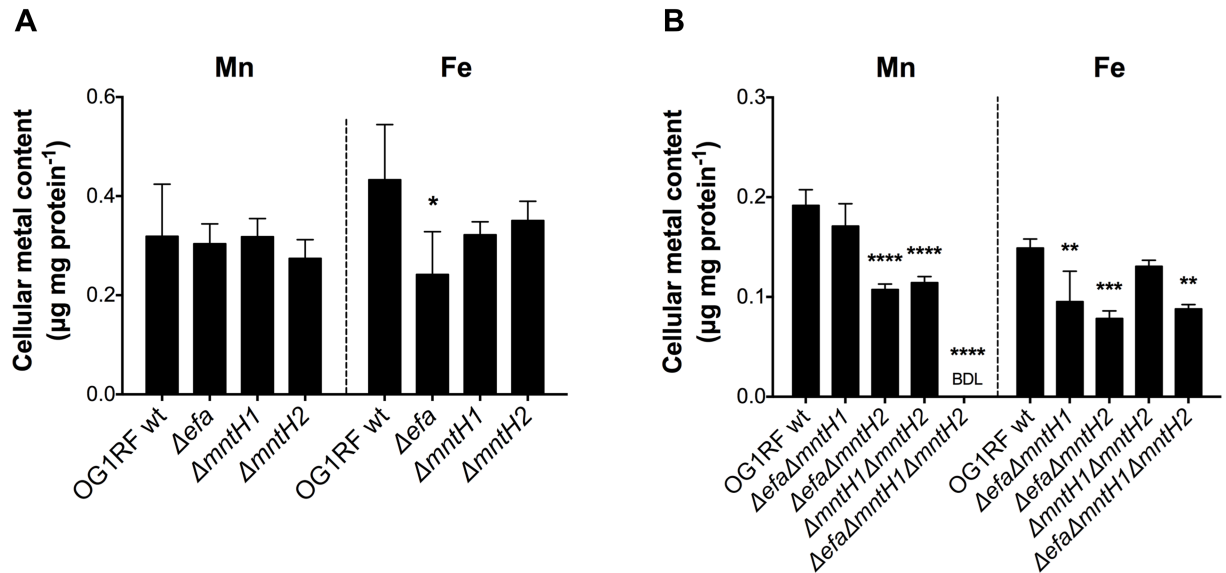 A
Mn
Fe
Cellular metal content
(µg mg protein-1)
0.6
0.4
0.2
0.0
*
OG1RF wt
Δefa
ΔmntH1
ΔmntH2
OG1RF wt
Δefa
ΔmntH1
ΔmntH2
B
Mn
Fe
Cellular metal content
(µg mg protein-1)
0.3
0.2
0.1
0.0
****
****
****
BDL
**
***
**
OG1RF wt
ΔefaΔmntH1
ΔefaΔmntH2
ΔmntH1ΔmntH2
ΔefaΔmntH1ΔmntH2
OG1RF wt
ΔefaΔmntH1
ΔefaΔmntH2
ΔmntH1ΔmntH2
ΔefaΔmntH1ΔmntH2